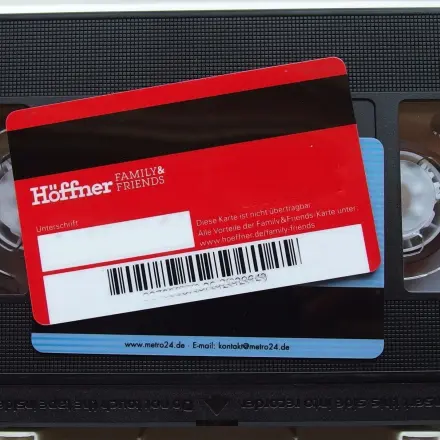 Höffner FAMILY&
FRIENDS
Unterschrift
Diese Karte ist nicht übertragbar.
Alle Vorteile der Family&Friends-Karte unter:
www.hoeffner.de/family-friends
www.metro24.de · E-mail: kontakt@metro24.de